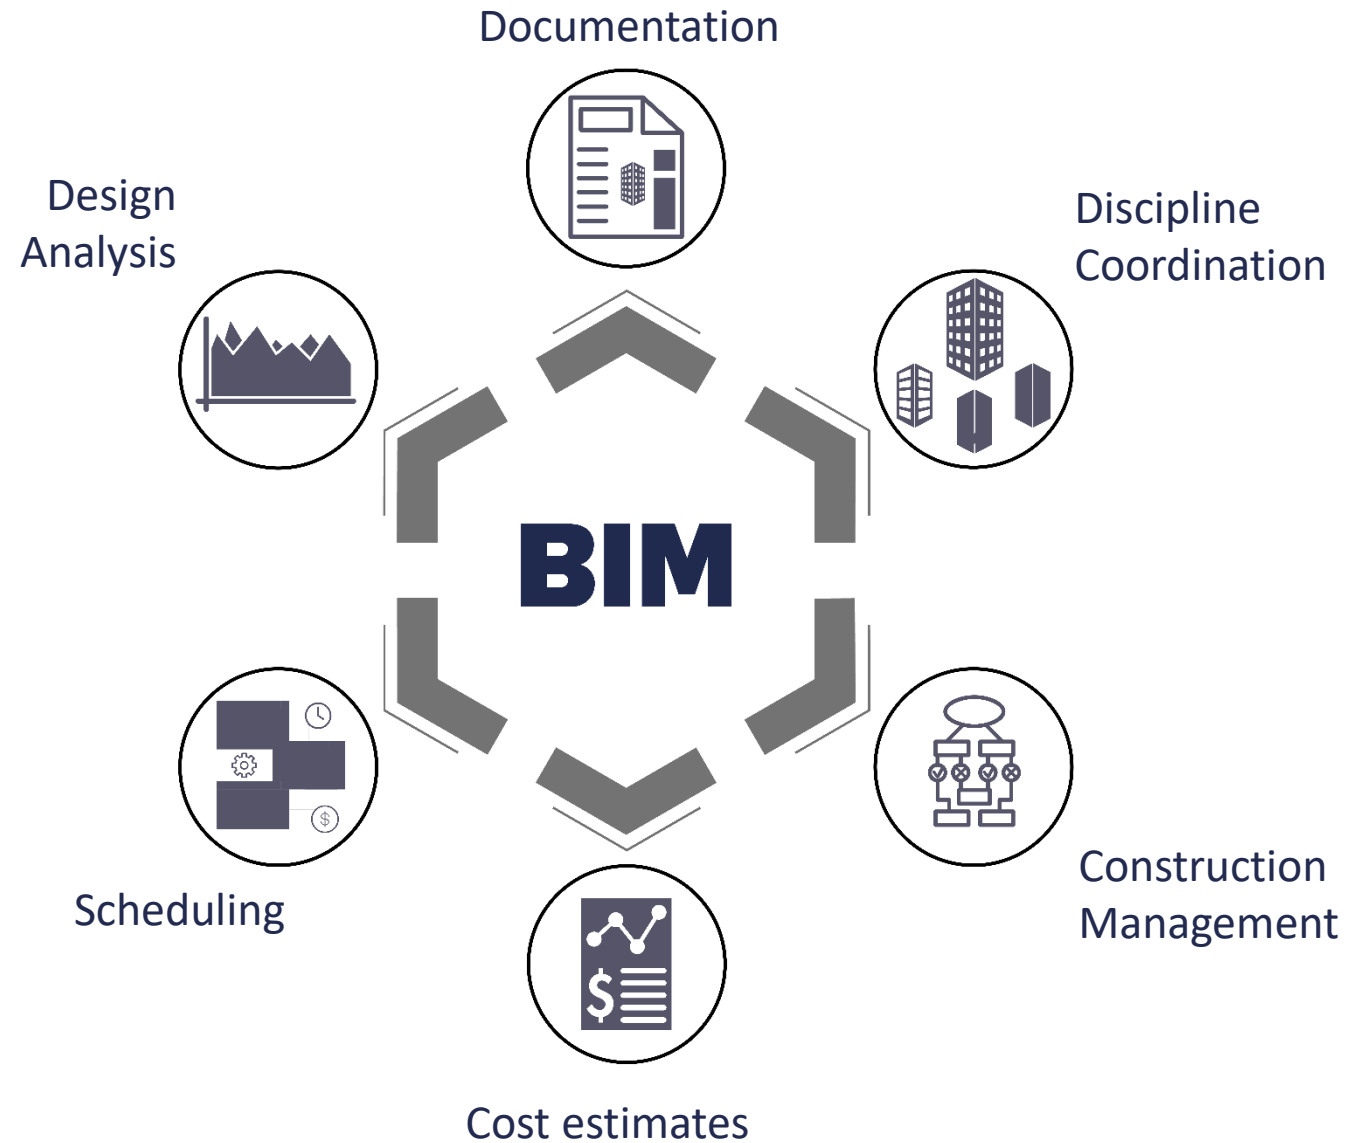 Documentation
Design
Analysis
Discipline
Coordination
BIM
Scheduling
$
Construction
Management
$
Cost estimates